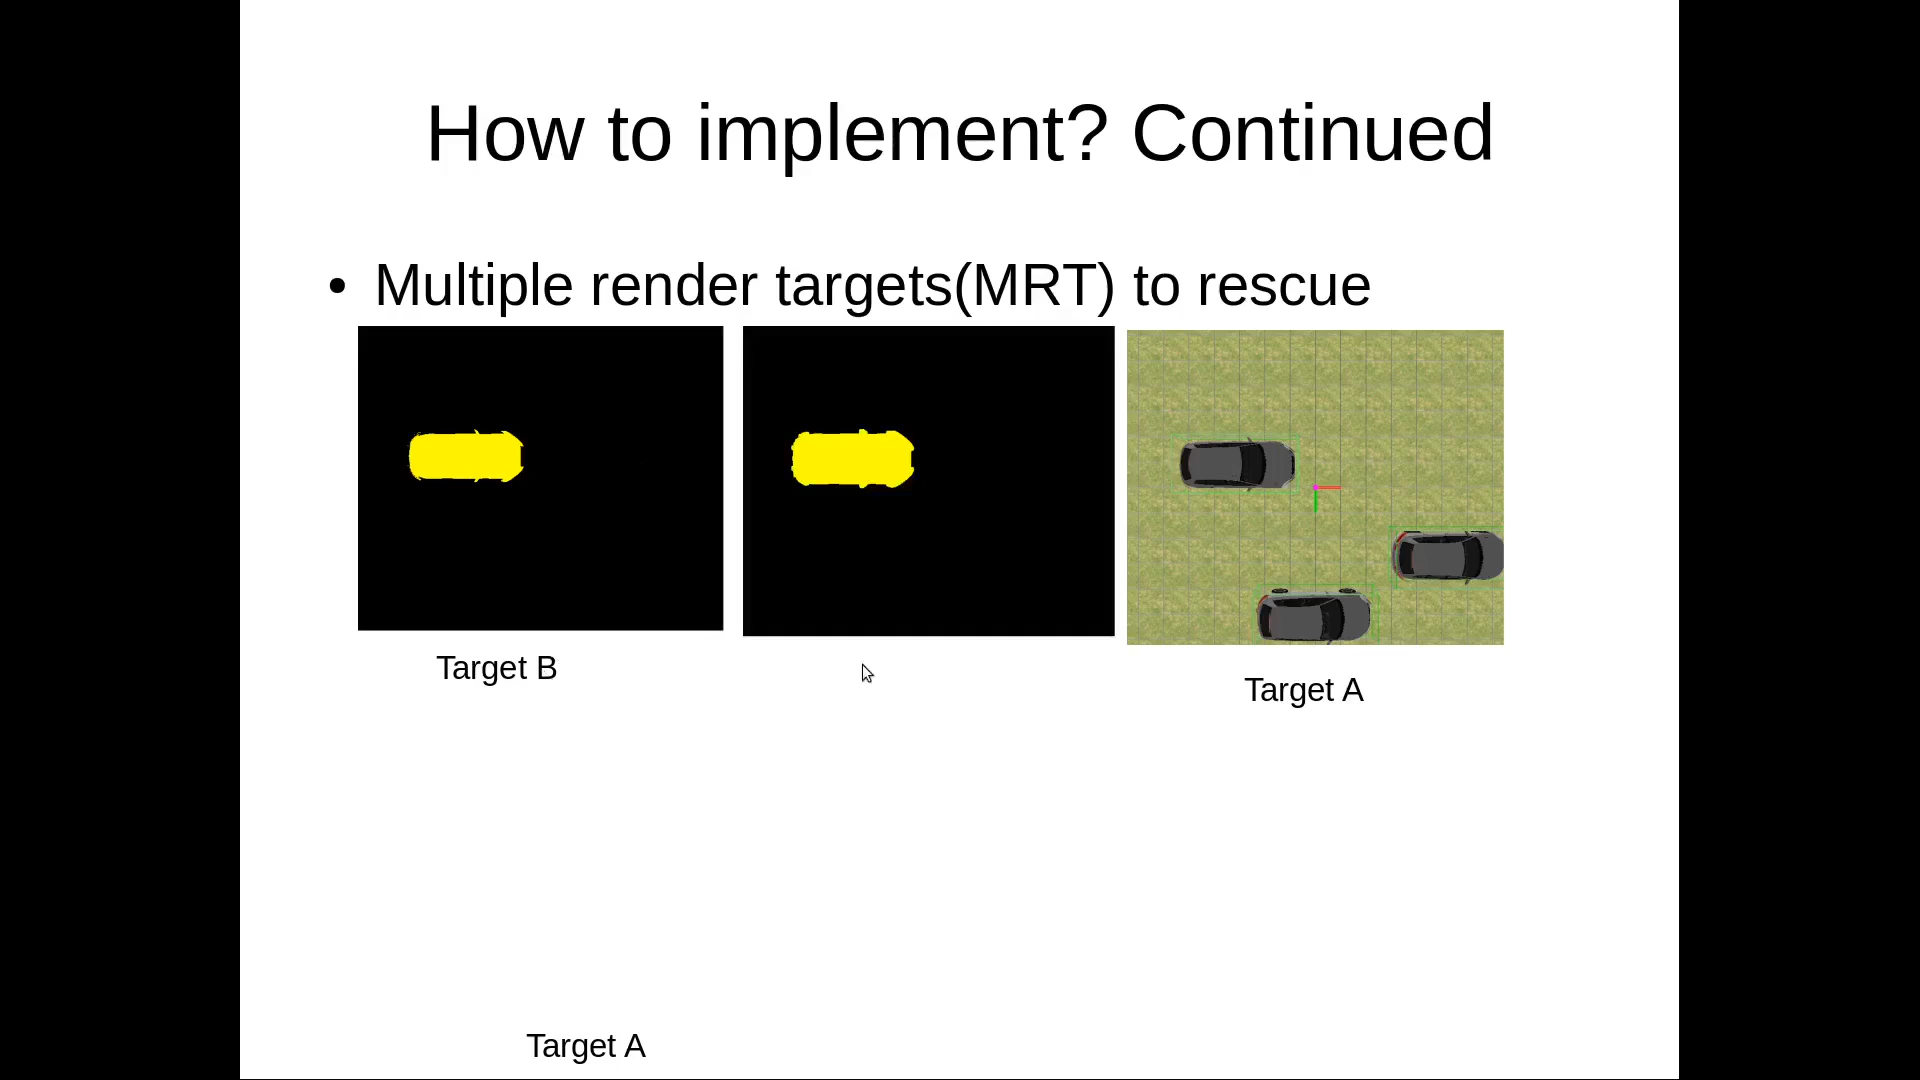 How to implement? Continued
• Multiple render targets(MRT) to rescue
Target B
Target A
Target A